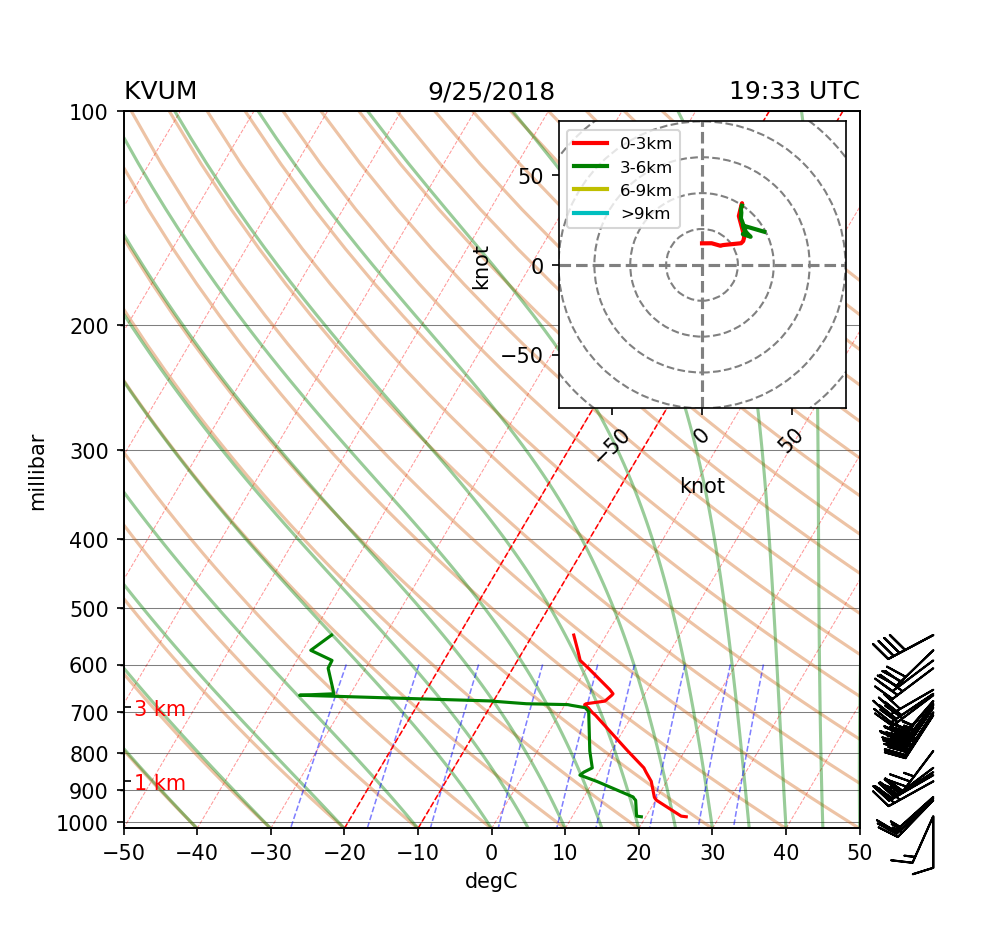 KVUM 9/25/2018 19:33 UTC
100
0-3km
3-6km
6-9km
>9km
50
0
−50
knot
−50 0 50
knot
200
300
400
500
600
700
800
900
1000
millibar
3 km
1 km
−50 −40 −30 −20 −10 0 10 20 30 40 50
degC